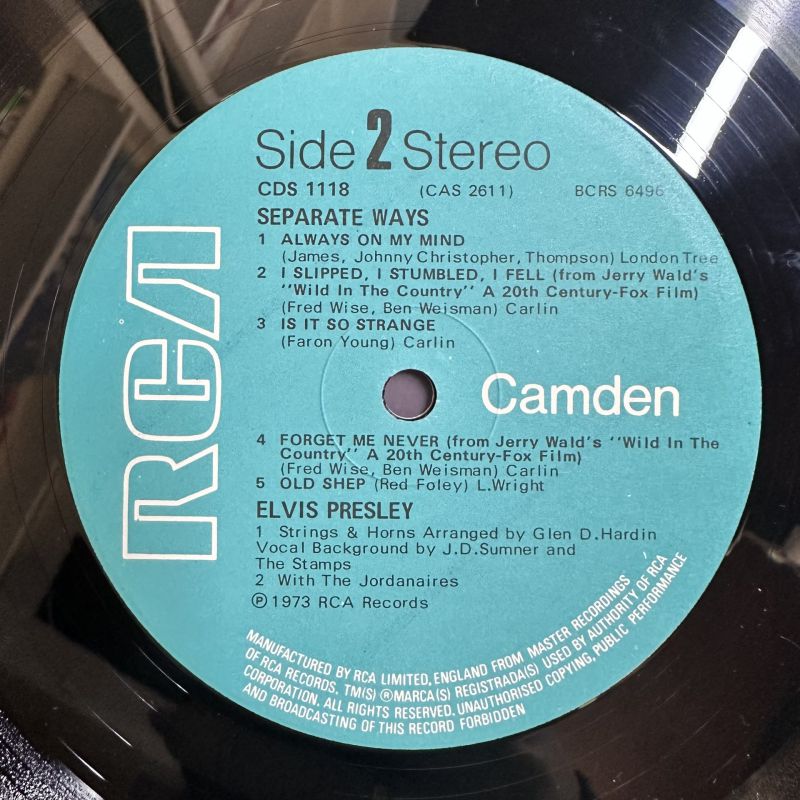 Side 2 Stereo
CDS 1118 (CAS 2611) BCRS 6496
SEPARATE WAYS
1 ALWAYS ON MY MIND
(James, Johnny Christopher, Thompson) London Tree
2 I SLIPPED, I STUMBLED, I FELL (from Jerry Wald's
"Wild In The Country" A 20th Century-Fox Film)
(Fred Wise, Ben Weisman) Carlin
3 IS IT SO STRANGE
(Faron Young) Carlin
RCA
Camden
4 FORGET ME NEVER (from Jerry Wald's "Wild In The
Country" A 20th Century-Fox Film)
(Fred Wise, Ben Weisman) Carlin
5 OLD SHEP (Red Foley) L.Wright
ELVIS PRESLEY
1 Strings & Horns Arranged by Glen D.Hardin
Vocal Background by J.D.Sumner and
The Stamps
2 With The Jordanaires
℗ 1973 RCA Records
MANUFACTURED BY RCA LIMITED, ENGLAND FROM MASTER RECORDINGS
OF RCA RECORDS. TM(S) ® MARCA(S) REGISTRADA(S) USED BY AUTHORITY OF RCA
CORPORATION. ALL RIGHTS RESERVED. UNAUTHORISED COPYING, PUBLIC PERFORMANCE
AND BROADCASTING OF THIS RECORD FORBIDDEN